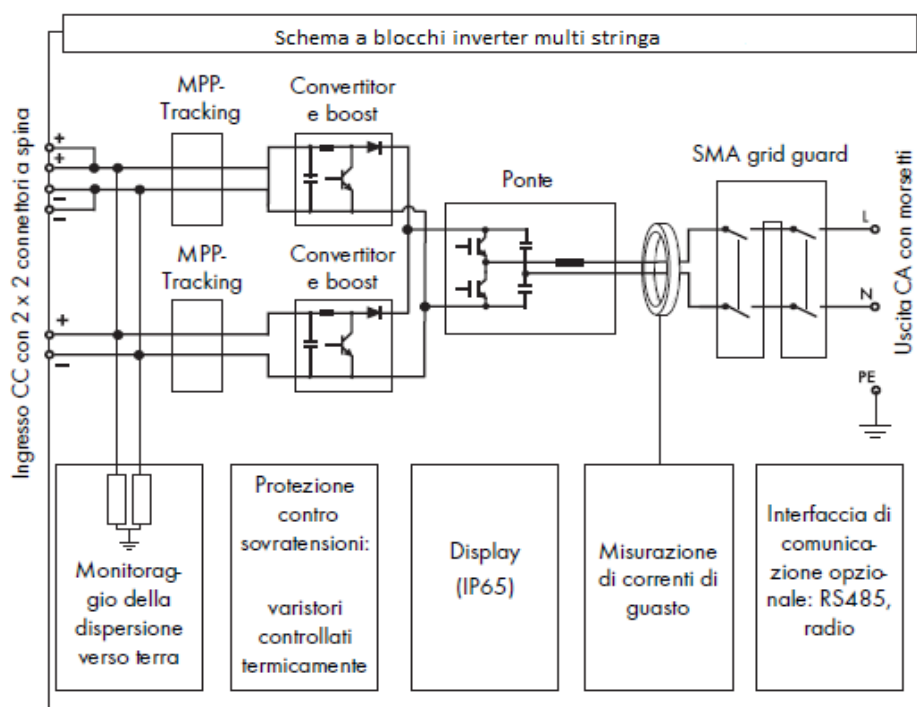 Schema a blocchi inverter multi stringa
Ingresso CC con 2 x 2 connettori a spina
+
+
−
−
MPP-
Tracking
Convertitor
e boost
MPP-
Tracking
Convertitor
e boost
+
−
Ponte
SMA grid guard
L
N
PE
Uscita CA con morsetti
Monitorag-
gio della
dispersione
verso terra
Protezione
contro
sovratensioni:
varistori
controllati
termicamente
Display
(IP65)
Misurazione
di correnti di
guasto
Interfaccia di
comunica-
zione opzio-
nale: RS485,
radio